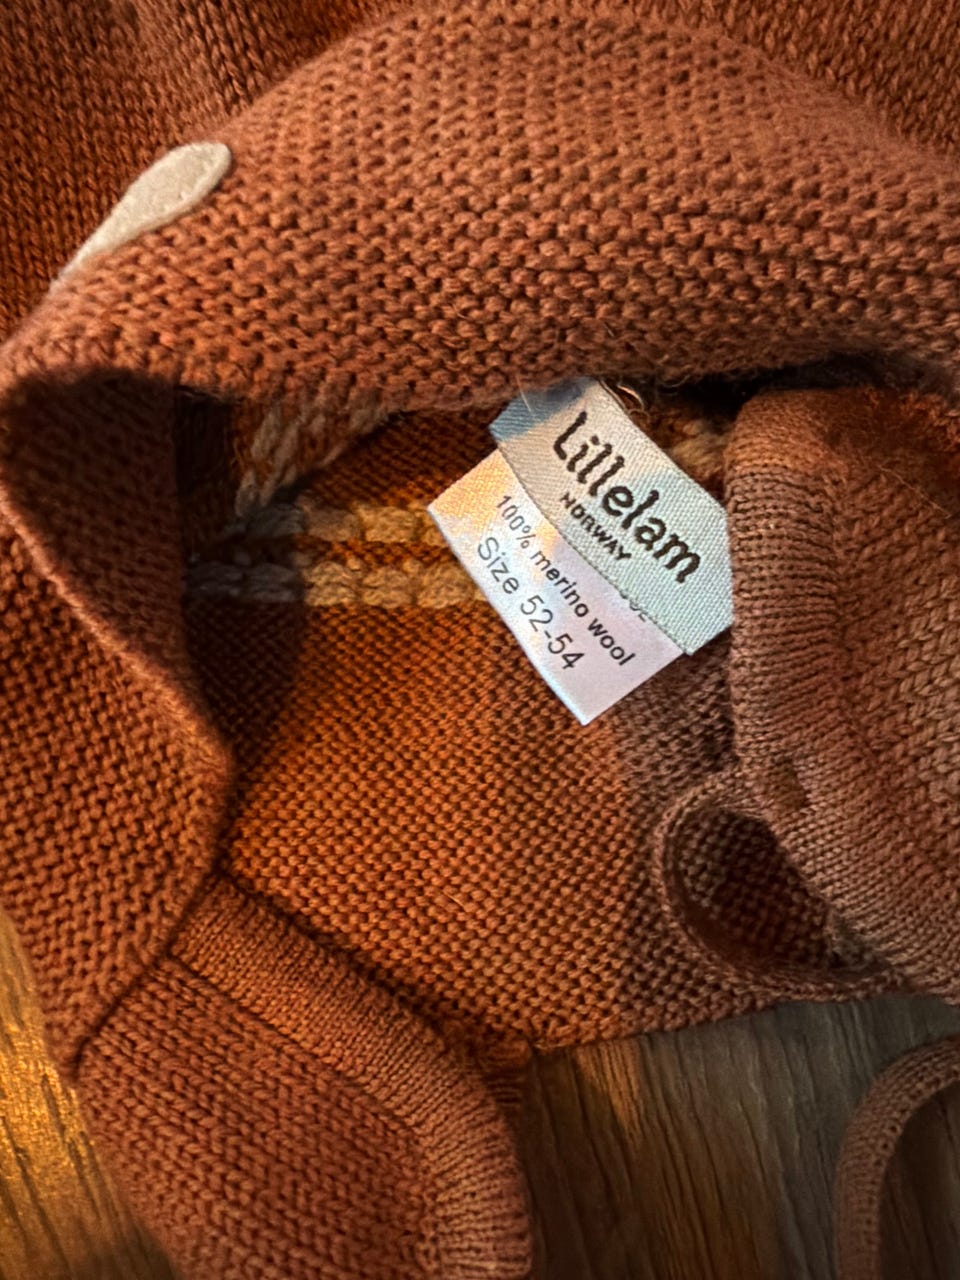 Lillelam
NORWAY
100% merino wool
Size 52-54